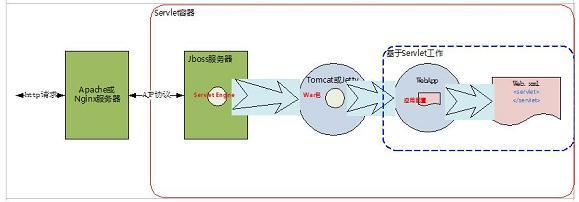 Servlet容器
Jboss服务器
基于Servlet工作
Tomcat或Jetty
WebApp
Web. xml
http请求
Apache或
Nginx服务器
AJP协议
Servlet Engine
War包
应用部署
<servlet>
</servlet>